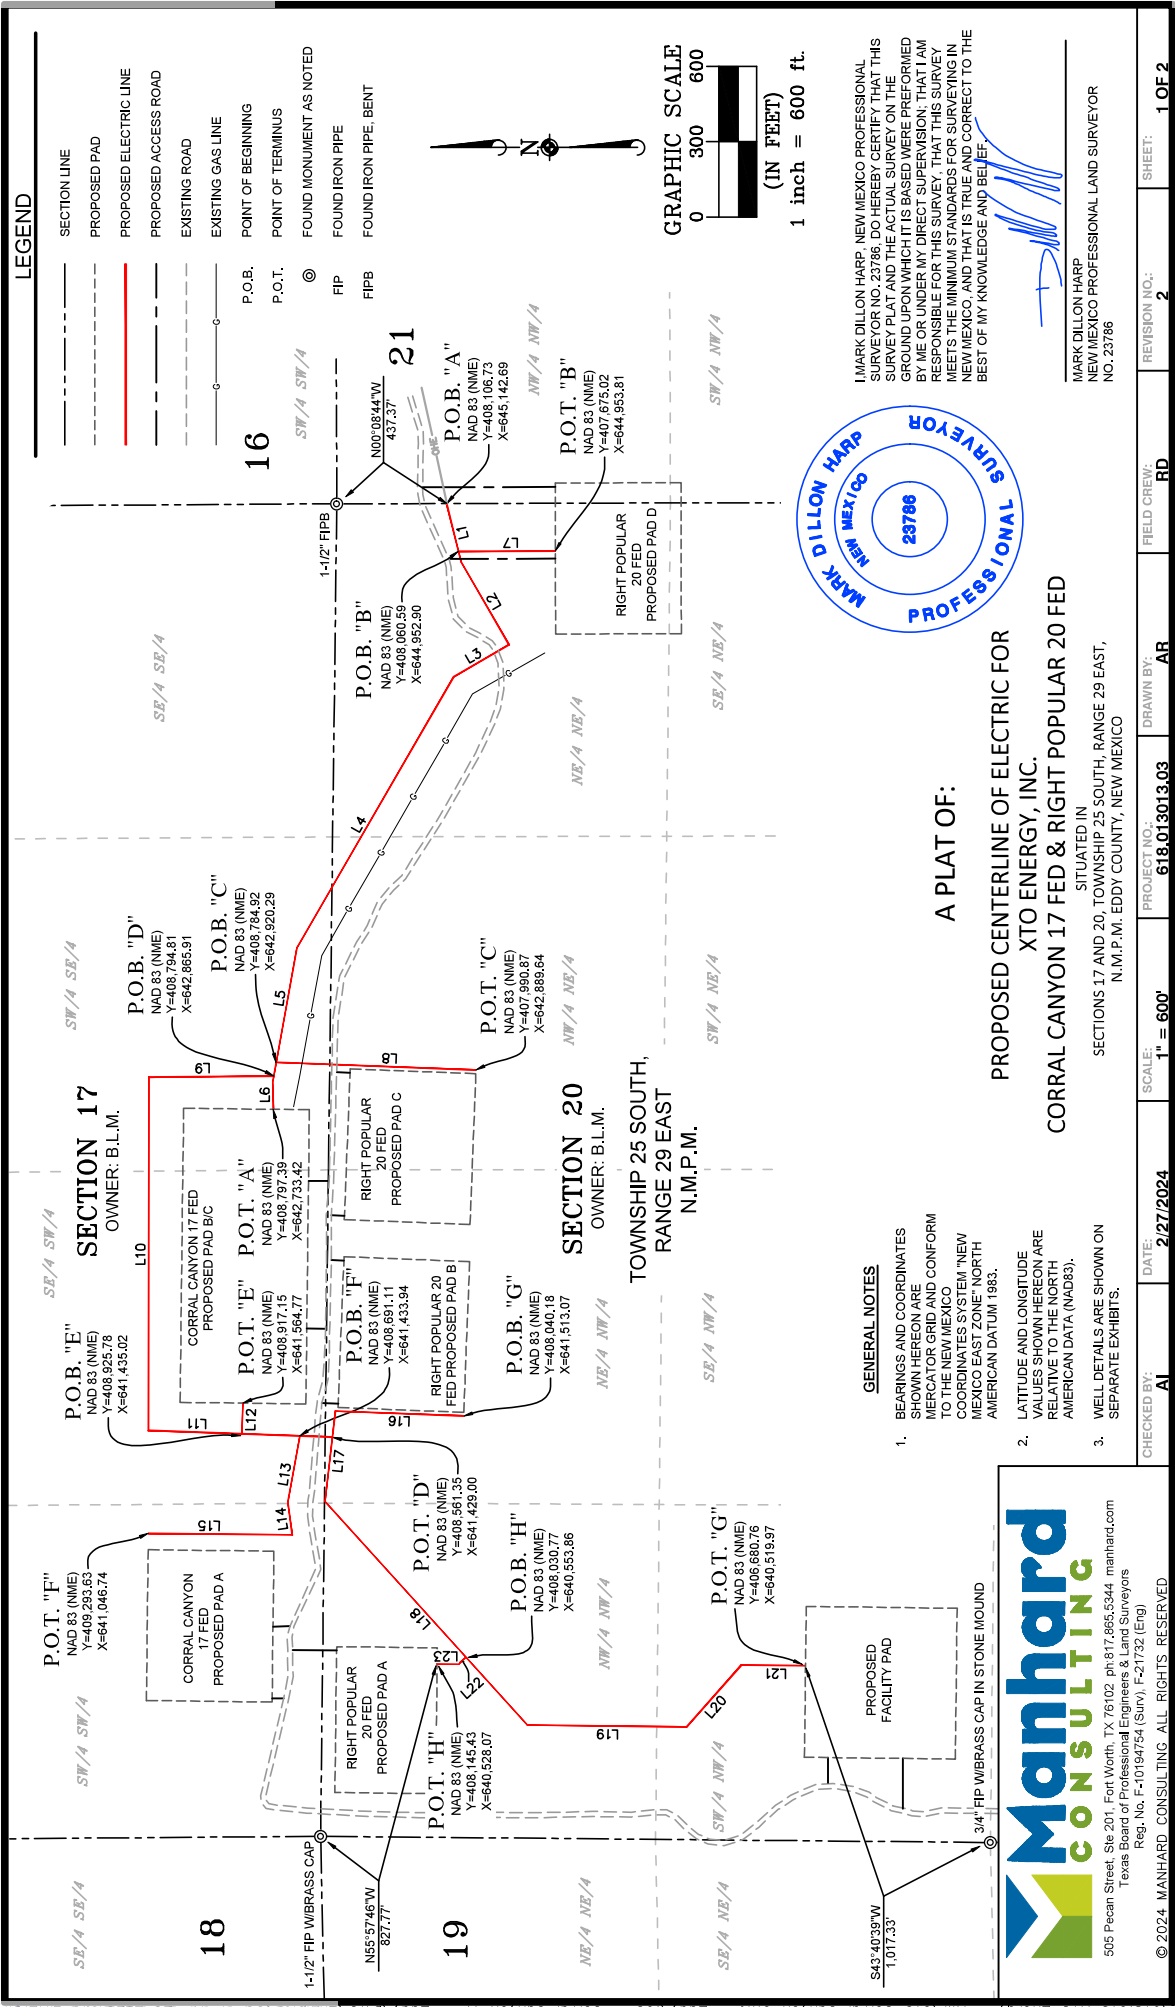 LEGEND
SECTION LINE
PROPOSED PAD
PROPOSED ELECTRIC LINE
PROPOSED ACCESS ROAD
EXISTING ROAD
G
EXISTING GAS LINE
P.O.B.
POINT OF BEGINNING
P.O.T.
POINT OF TERMINUS
FOUND MONUMENT AS NOTED
FIP
FOUND IRON PIPE
FIPB
FOUND IRON PIPE, BENT
N
GRAPHIC SCALE
0 300 600
(IN FEET)
1 inch = 600 ft.
SE/4 SE/4
SW/4 SW/4
SE/4 SW/4
SW/4 SE/4
SE/4 SE/4
SW/4 SW/4
18
16
19
21
SECTION 17
OWNER: B.L.M.
SECTION 20
OWNER: B.L.M.
TOWNSHIP 25 SOUTH,
RANGE 29 EAST
N.M.P.M.
P.O.T. "F"
NAD 83 (NME)
Y=409,293.63
X=641,046.74
P.O.B. "E"
NAD 83 (NME)
Y=408,925.78
X=641,435.02
P.O.B. "D"
NAD 83 (NME)
Y=408,794.81
X=642,865.91
P.O.B. "C"
NAD 83 (NME)
Y=408,784.92
X=642,920.29
P.O.T. "E"
NAD 83 (NME)
Y=408,917.15
X=641,564.77
P.O.T. "A"
NAD 83 (NME)
Y=408,797.39
X=642,733.42
P.O.B. "F"
NAD 83 (NME)
Y=408,691.11
X=641,433.94
P.O.B. "B"
NAD 83 (NME)
Y=408,060.59
X=644,952.90
P.O.B. "A"
NAD 83 (NME)
Y=408,106.73
X=645,142.69
P.O.T. "B"
NAD 83 (NME)
Y=407,675.02
X=644,953.81
P.O.T. "C"
NAD 83 (NME)
Y=407,990.87
X=642,889.64
P.O.B. "G"
NAD 83 (NME)
Y=408,040.18
X=641,513.07
P.O.T. "D"
NAD 83 (NME)
Y=408,561.35
X=641,429.00
P.O.B. "H"
NAD 83 (NME)
Y=408,030.77
X=640,553.86
P.O.T. "H"
NAD 83 (NME)
Y=408,145.43
X=640,528.07
P.O.T. "G"
NAD 83 (NME)
Y=406,680.76
X=640,519.97
CORRAL CANYON
17 FED
PROPOSED PAD A
CORRAL CANYON 17 FED
PROPOSED PAD B/C
RIGHT POPULAR
20 FED
PROPOSED PAD A
RIGHT POPULAR 20
FED PROPOSED PAD B
RIGHT POPULAR
20 FED
PROPOSED PAD C
RIGHT POPULAR
20 FED
PROPOSED PAD D
PROPOSED
FACILITY PAD
L1
L2
L3
L4
L5
L6
L7
L8
L9
L10
L11
L12
L13
L14
L15
L16
L17
L18
L19
L20
L21
L22
L23
G
G
G
G
G
G
OHE
1-1/2" FIP W/BRASS CAP
1-1/2" FIPB
3/4" FIP W/BRASS CAP IN STONE MOUND
N55°57'46"W
827.77'
N00°08'44"W
437.37'
S43°40'39"W
1,017.33'
NE/4 NE/4
NW/4 NW/4
NE/4 NW/4
NW/4 NE/4
NE/4 NE/4
NW/4 NW/4
SE/4 NE/4
SW/4 NW/4
SE/4 NW/4
SW/4 NE/4
SE/4 NE/4
SW/4 NW/4
GENERAL NOTES
1. BEARINGS AND COORDINATES
SHOWN HEREON ARE
MERCATOR GRID AND CONFORM
TO THE NEW MEXICO
COORDINATES SYSTEM "NEW
MEXICO EAST ZONE" NORTH
AMERICAN DATUM 1983.
2. LATITUDE AND LONGITUDE
VALUES SHOWN HEREON ARE
RELATIVE TO THE NORTH
AMERICAN DATA (NAD83).
3. WELL DETAILS ARE SHOWN ON
SEPARATE EXHIBITS.
A PLAT OF:
PROPOSED CENTERLINE OF ELECTRIC FOR
XTO ENERGY, INC.
CORRAL CANYON 17 FED & RIGHT POPULAR 20 FED
SITUATED IN
SECTIONS 17 AND 20, TOWNSHIP 25 SOUTH, RANGE 29 EAST,
N.M.P.M. EDDY COUNTY, NEW MEXICO
MARK DILLON HARP
NEW MEXICO
23786
PROFESSIONAL SURVEYOR
I,MARK DILLON HARP, NEW MEXICO PROFESSIONAL
SURVEYOR NO. 23786, DO HEREBY CERTIFY THAT THIS
SURVEY PLAT AND THE ACTUAL SURVEY ON THE
GROUND UPON WHICH IT IS BASED WERE PREFORMED
BY ME OR UNDER MY DIRECT SUPERVISION; THAT I AM
RESPONSIBLE FOR THIS SURVEY, THAT THIS SURVEY
MEETS THE MINIMUM STANDARDS FOR SURVEYING IN
NEW MEXICO, AND THAT IS TRUE AND CORRECT TO THE
BEST OF MY KNOWLEDGE AND BELIEF.
MARK DILLON HARP
NEW MEXICO PROFESSIONAL LAND SURVEYOR
NO. 23786
Manhard
CONSULTING
505 Pecan Street, Ste 201, Fort Worth, TX 76102 ph:817.865.5344 manhard.com
Texas Board of Professional Engineers & Land Surveyors
Reg. No. F-10194754 (Surv), F-21732 (Eng)
© 2024 MANHARD CONSULTING ALL RIGHTS RESERVED
CHECKED BY: AI
DATE: 2/27/2024
SCALE: 1" = 600'
PROJECT NO.: 618.013013.03
DRAWN BY: AR
FIELD CREW: RD
REVISION NO.: 2
SHEET: 1 OF 2